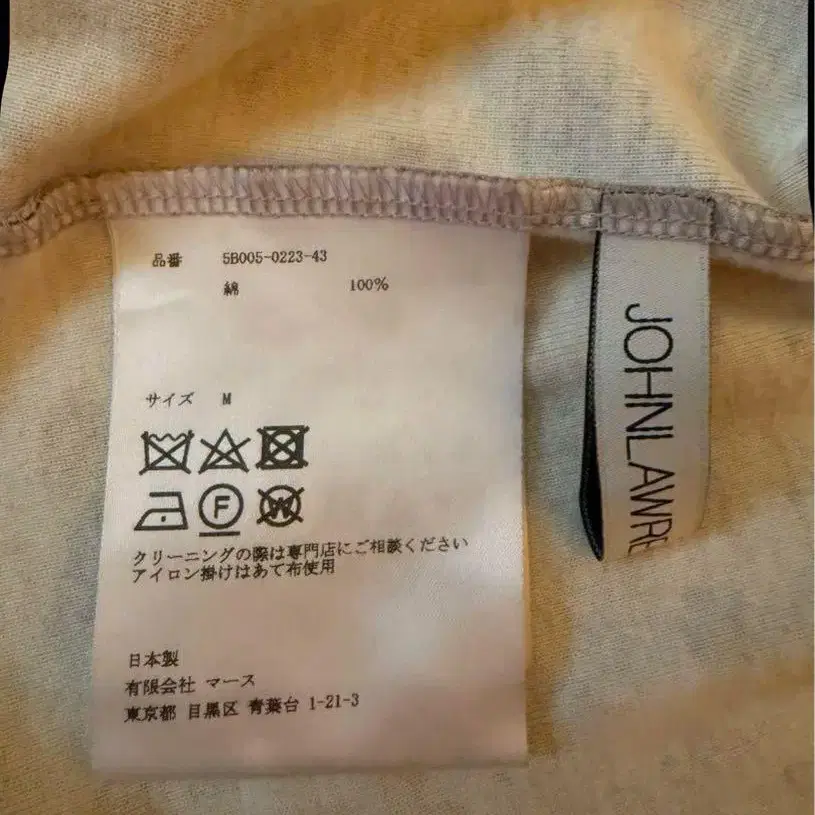 品番 5B005-0223-43
綿 100%
サイズ M
F
W
クリーニングの際は専門店にご相談ください
アイロン掛けはあて布使用
日本製
有限会社 マース
東京都 目黒区 青葉台 1-21-3
JOHNLAWRE